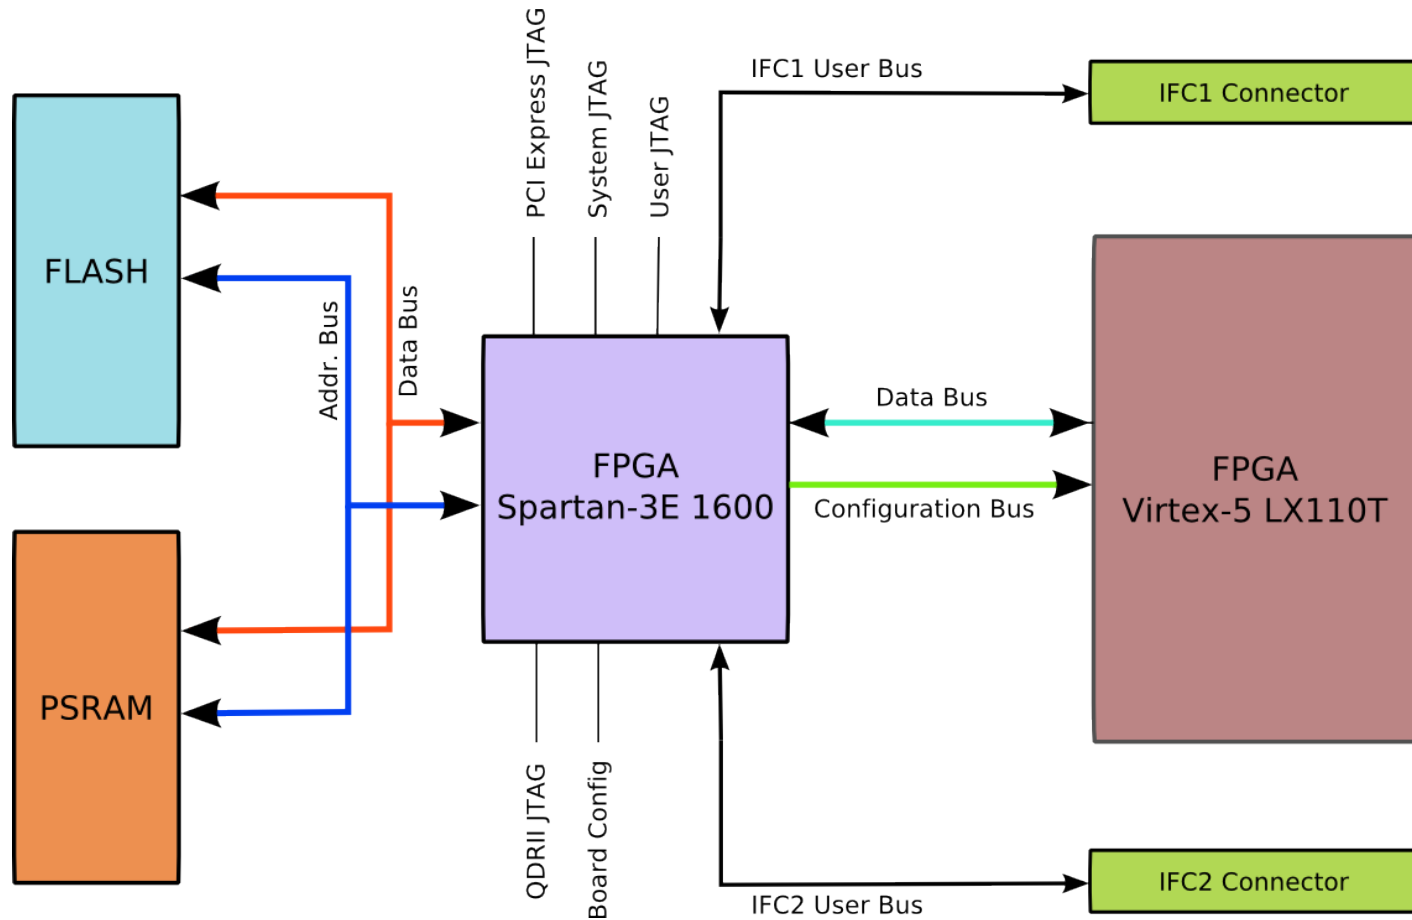 PCI Express JTAG
System JTAG
User JTAG
IFC1 User Bus
IFC1 Connector
FLASH
Addr. Bus
Data Bus
Data Bus
FPGA
Spartan-3E 1600
Configuration Bus
FPGA
Virtex-5 LX110T
PSRAM
QDRII JTAG
Board Config
IFC2 User Bus
IFC2 Connector